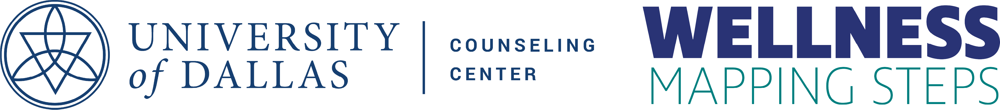 UNIVERSITY
of DALLAS
COUNSELING
CENTER
WELLNESS
MAPPING STEPS